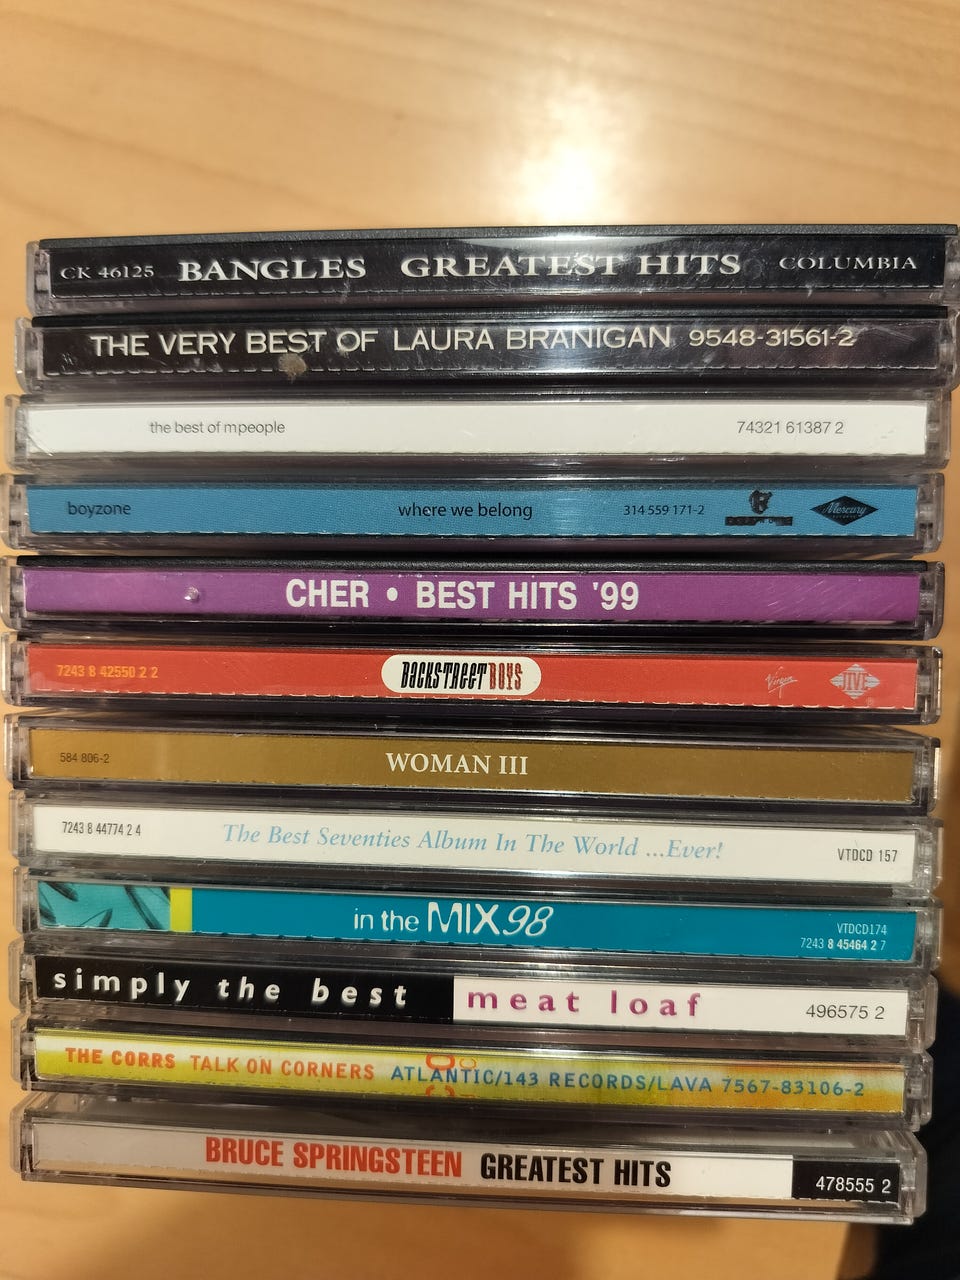 CK 46125 BANGLES GREATEST HITS COLUMBIA
THE VERY BEST OF LAURA BRANIGAN 9548-31561-2
the best of mpeople 74321 61387 2
boyzone where we belong 314 559 171-2 Mercury
CHER • BEST HITS '99
7243 8 42550 2 2 BACKSTREET BOYS Virgin JIVE
584 806-2 WOMAN III
7243 8 44774 2 4 The Best Seventies Album In The World ...Ever! VTDCD 157
in the MIX 98 VTDCD174
7243 8 45464 2 7
simply the best meat loaf 496575 2
THE CORRS TALK ON CORNERS ATLANTIC/143 RECORDS/LAVA 7567-83106-2
BRUCE SPRINGSTEEN GREATEST HITS 478555 2